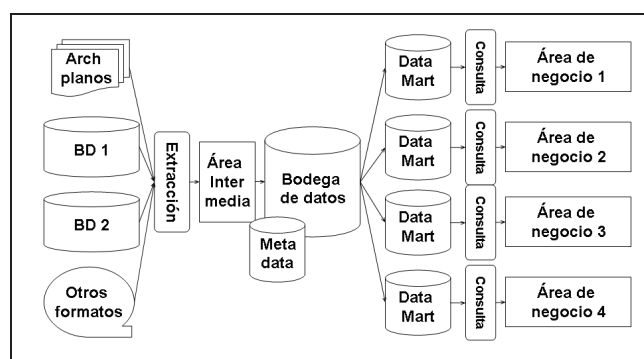 Arch
planos
BD 1
BD 2
Otros
formatos
Extracción
Área
Inter
media
Bodega
de datos
Meta
data
Data
Mart
Consulta
Área de
negocio 1
Data
Mart
Consulta
Área de
negocio 2
Data
Mart
Consulta
Área de
negocio 3
Data
Mart
Consulta
Área de
negocio 4